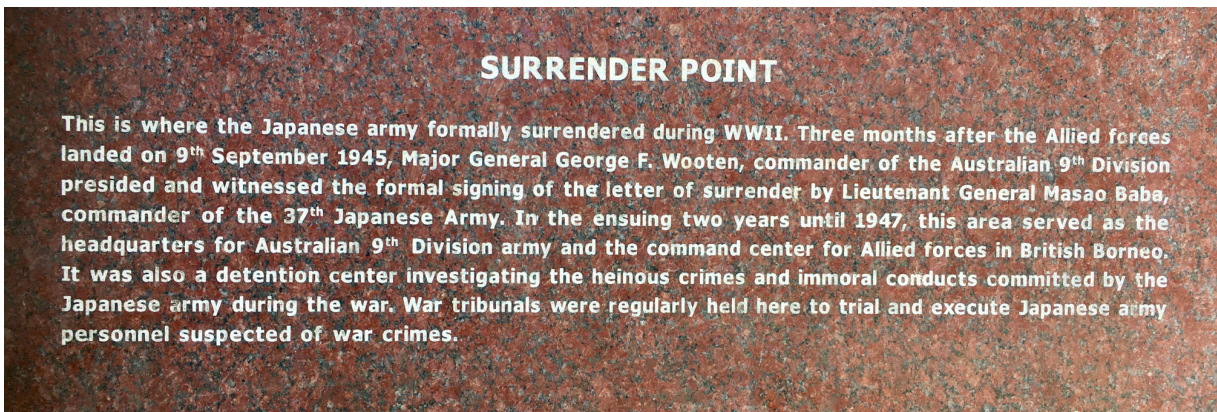 SURRENDER POINT
This is where the Japanese army formally surrendered during WWII. Three months after the Allied forces
landed on 9th September 1945, Major General George F. Wooten, commander of the Australian 9th Division
presided and witnessed the formal signing of the letter of surrender by Lieutenant General Masao Baba,
commander of the 37th Japanese Army. In the ensuing two years until 1947, this area served as the
headquarters for Australian 9th Division army and the command center for Allied forces in British Borneo.
It was also a detention center investigating the heinous crimes and immoral conducts committed by the
Japanese army during the war. War tribunals were regularly held here to trial and execute Japanese army
personnel suspected of war crimes.